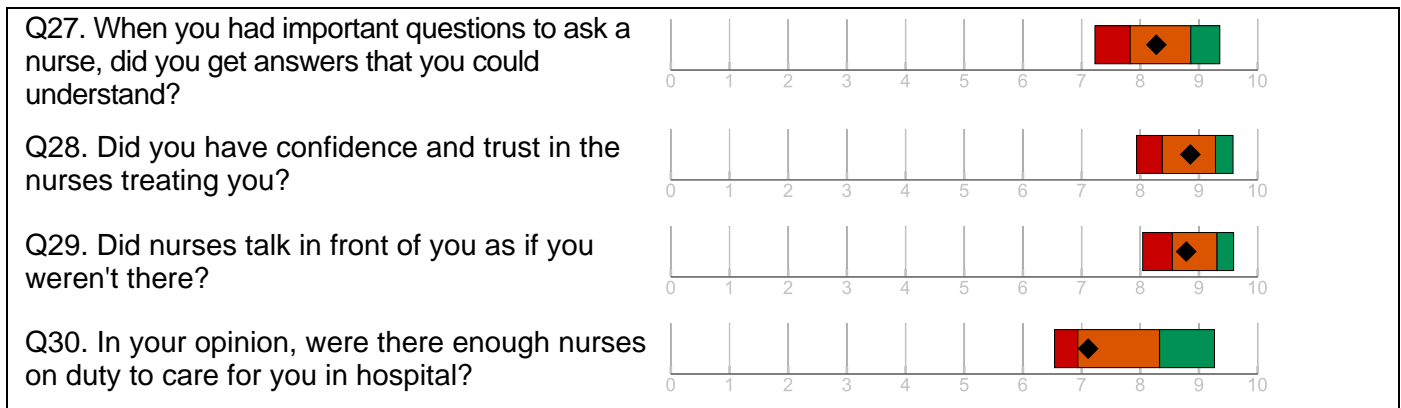 Q27. When you had important questions to ask a
nurse, did you get answers that you could
understand?
0 1 2 3 4 5 6 7 8 9 10
Q28. Did you have confidence and trust in the
nurses treating you?
0 1 2 3 4 5 6 7 8 9 10
Q29. Did nurses talk in front of you as if you
weren't there?
0 1 2 3 4 5 6 7 8 9 10
Q30. In your opinion, were there enough nurses
on duty to care for you in hospital?
0 1 2 3 4 5 6 7 8 9 10